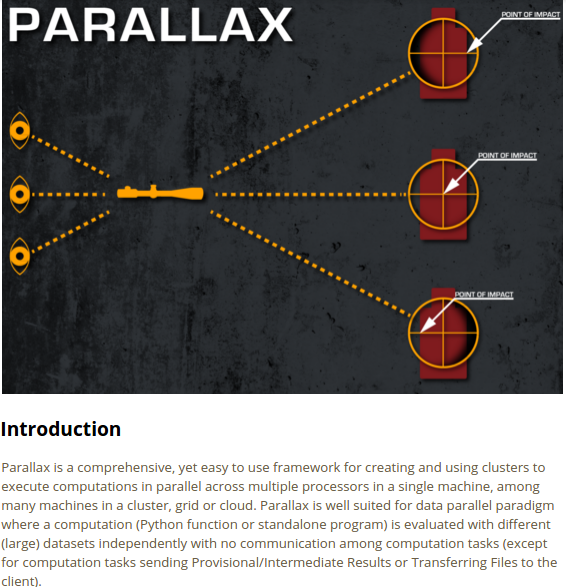 PARALLAX
POINT OF IMPACT
POINT OF IMPACT
POINT OF IMPACT
Introduction
Parallax is a comprehensive, yet easy to use framework for creating and using clusters to
execute computations in parallel across multiple processors in a single machine, among
many machines in a cluster, grid or cloud. Parallax is well suited for data parallel paradigm
where a computation (Python function or standalone program) is evaluated with different
(large) datasets independently with no communication among computation tasks (except
for computation tasks sending Provisional/Intermediate Results or Transferring Files to the
client).